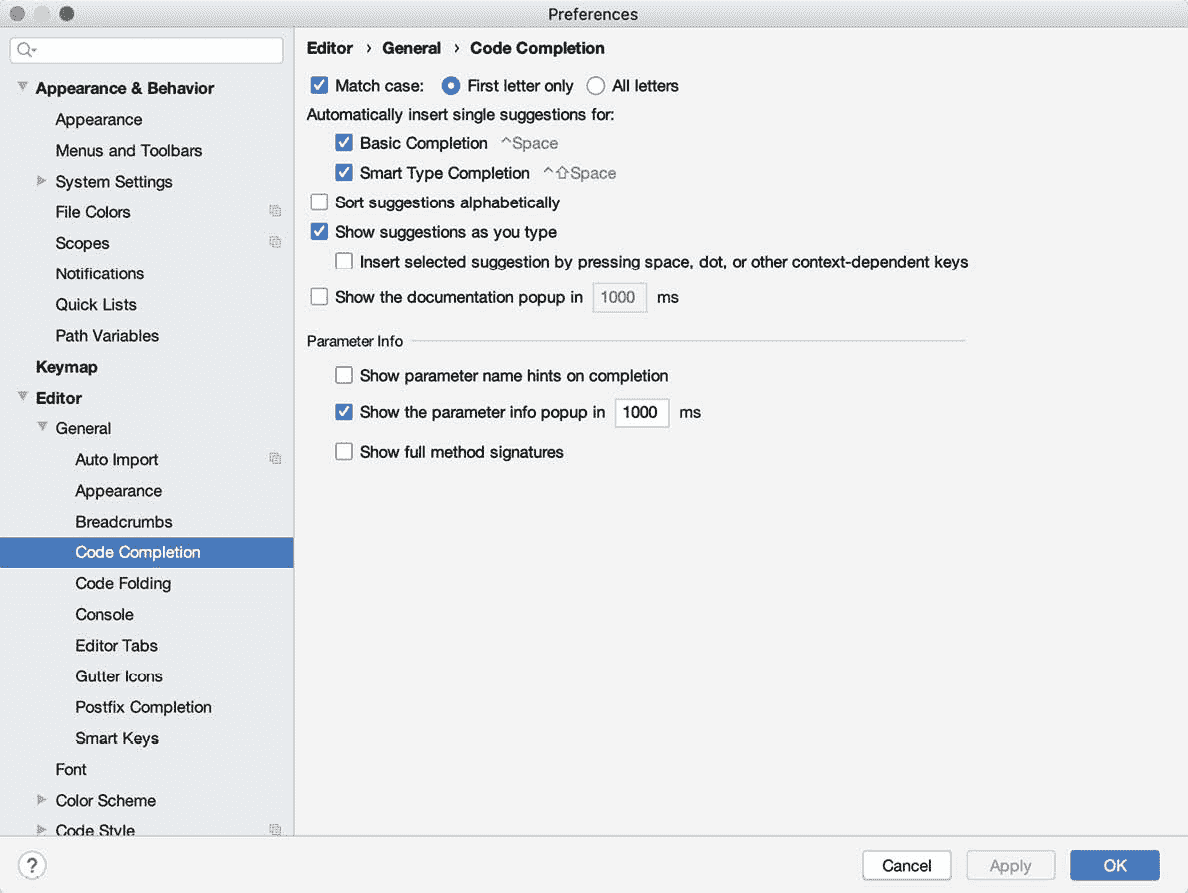 Preferences
Appearance & Behavior
Appearance
Menus and Toolbars
System Settings
File Colors
Scopes
Notifications
Quick Lists
Path Variables
Keymap
Editor
General
Auto Import
Appearance
Breadcrumbs
Code Completion
Code Folding
Console
Editor Tabs
Gutter Icons
Postfix Completion
Smart Keys
Font
Color Scheme
Code Style
Editor › General › Code Completion
Match case: First letter only All letters
Automatically insert single suggestions for:
Basic Completion ^Space
Smart Type Completion ^⇧Space
Sort suggestions alphabetically
Show suggestions as you type
Insert selected suggestion by pressing space, dot, or other context-dependent keys
Show the documentation popup in 1000 ms
Parameter Info
Show parameter name hints on completion
Show the parameter info popup in 1000 ms
Show full method signatures
? Cancel Apply OK